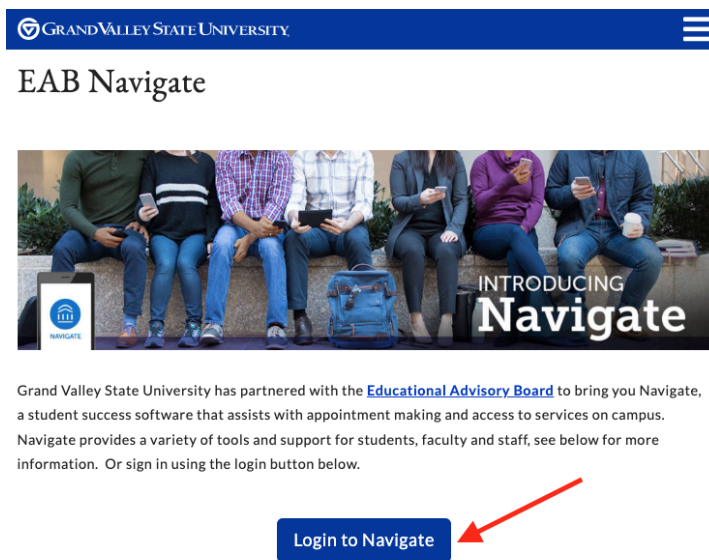 GRAND VALLEY STATE UNIVERSITY
EAB Navigate
INTRODUCING
Navigate
NAVIGATE
Grand Valley State University has partnered with the Educational Advisory Board to bring you Navigate,
a student success software that assists with appointment making and access to services on campus.
Navigate provides a variety of tools and support for students, faculty and staff, see below for more
information.  Or sign in using the login button below.
Login to Navigate